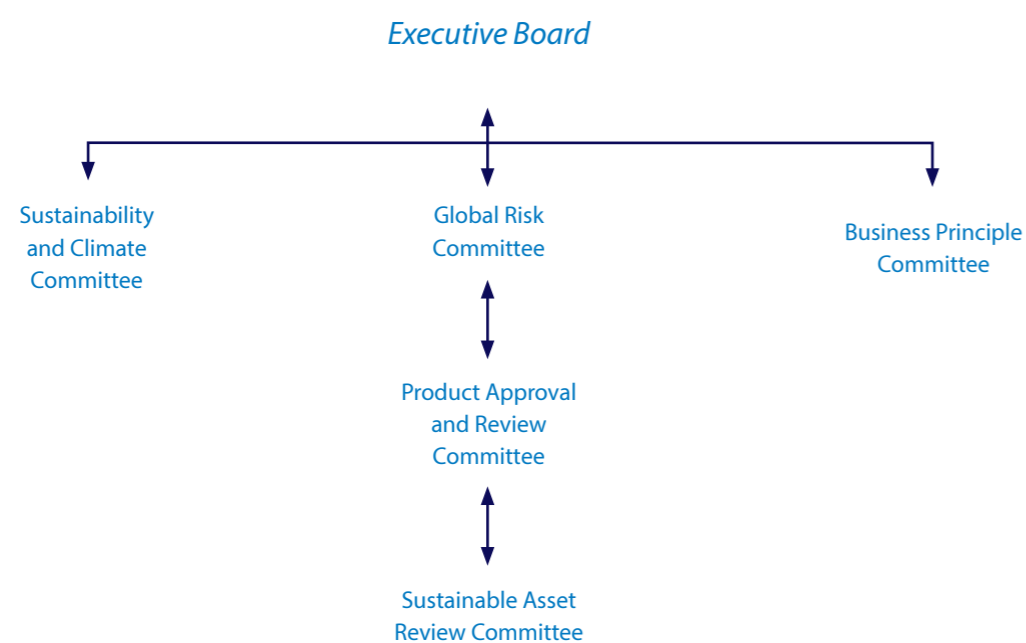 Executive Board
Sustainability
and Climate
Committee
Global Risk
Committee
Business Principle
Committee
Product Approval
and Review
Committee
Sustainable Asset
Review Committee